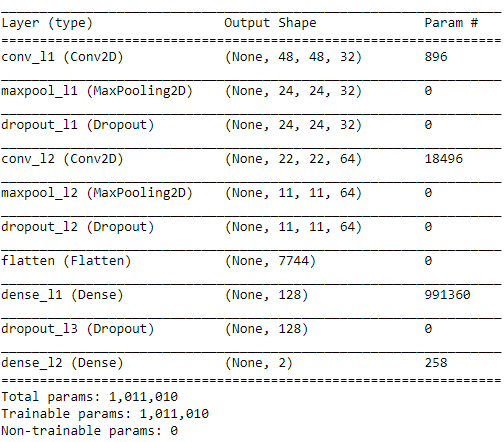 Layer (type) Output Shape Param #
conv_l1 (Conv2D) (None, 48, 48, 32) 896
maxpool_l1 (MaxPooling2D) (None, 24, 24, 32) 0
dropout_l1 (Dropout) (None, 24, 24, 32) 0
conv_l2 (Conv2D) (None, 22, 22, 64) 18496
maxpool_l2 (MaxPooling2D) (None, 11, 11, 64) 0
dropout_l2 (Dropout) (None, 11, 11, 64) 0
flatten (Flatten) (None, 7744) 0
dense_l1 (Dense) (None, 128) 991360
dropout_l3 (Dropout) (None, 128) 0
dense_l2 (Dense) (None, 2) 258
Total params: 1,011,010
Trainable params: 1,011,010
Non-trainable params: 0